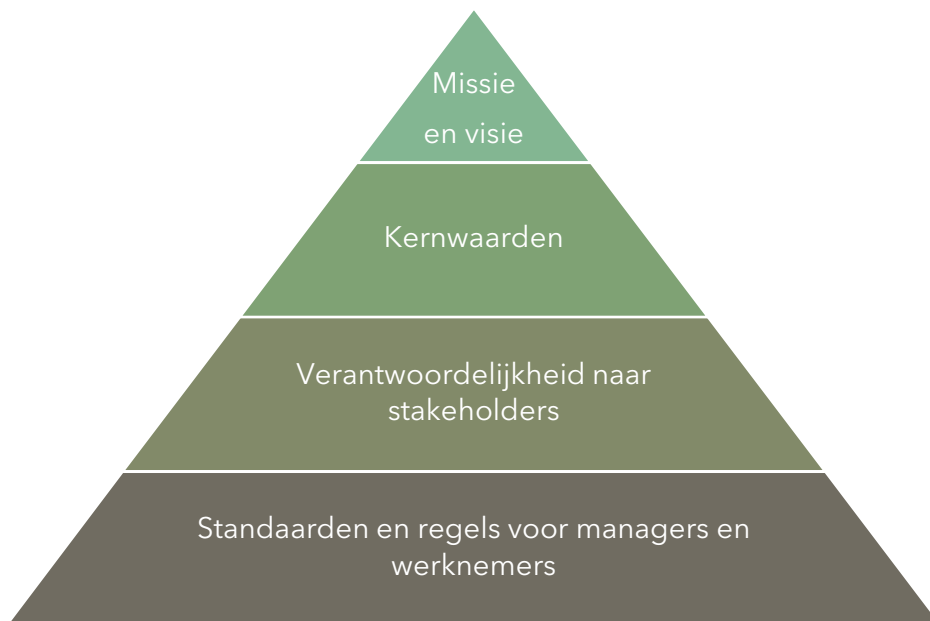 Missie
en visie
Kernwaarden
Verantwoordelijkheid naar
stakeholders
Standaarden en regels voor managers en
werknemers